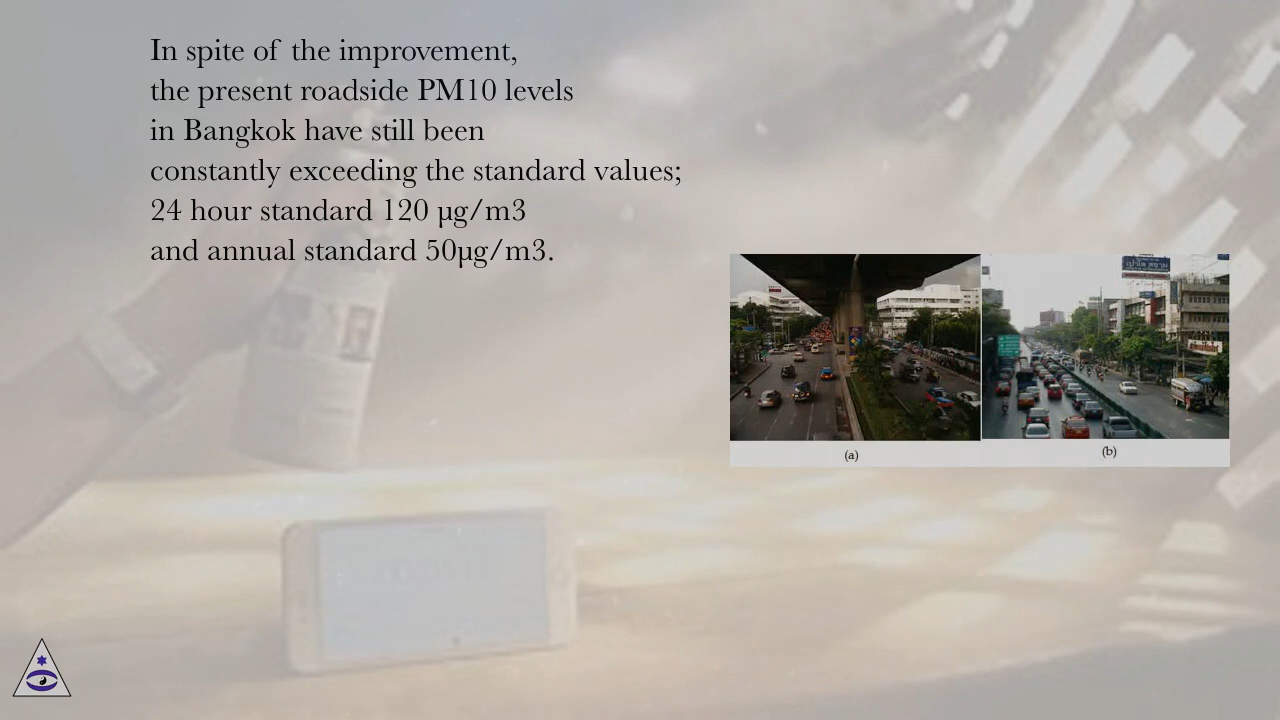 In spite of the improvement,
the present roadside PM10 levels
in Bangkok have still been
constantly exceeding the standard values;
24 hour standard 120 µg/m3
and annual standard 50µg/m3.
(a)
(b)